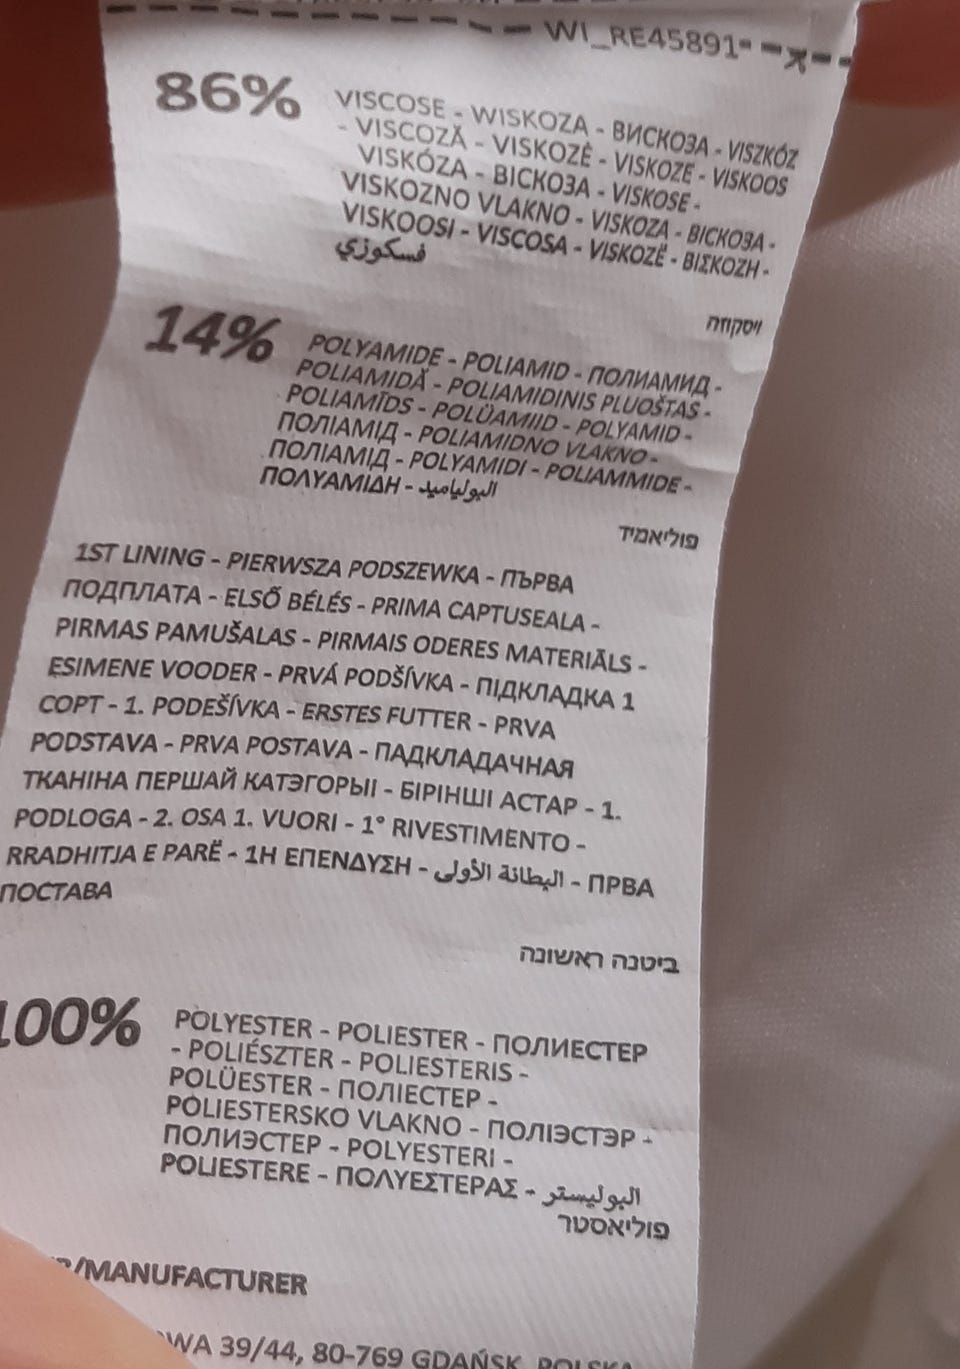 WI_RE45891
86% VISCOSE - WISKOZA - ВИСКОЗА - VISZKÓZ
- VISCOZĂ - VISKOZĖ - VISKOZE - VISKOOS
VISKÓZA - ВІСКОЗА - VISKOSE -
VISKOZNO VLAKNO - VISKOZA - ВІСКОЗА -
VISKOOSI - VISCOSA - VISKOZË - ΒΙΣΚΟΖΗ -
فسكوزي
ויסקוזה
14% POLYAMIDE - POLIAMID - ПОЛИАМИД -
POLIAMIDĂ - POLIAMIDINIS PLUOŠTAS -
POLIAMĪDS - POLÜAMIID - POLYAMID -
ПОЛІАМІД - POLIAMIDNO VLAKNO -
ПОЛІАМІД - POLYAMIDI - POLIAMMIDE -
ΠΟΛΥΑΜΙΔΗ - البولياميد
פוליאמיד
1ST LINING - PIERWSZA PODSZEWKA - ПЪРВА
ПОДПЛАТА - ELSŐ BÉLÉS - PRIMA CAPTUSEALA -
PIRMAS PAMUŠALAS - PIRMAIS ODERES MATERIĀLS -
ESIMENE VOODER - PRVÁ PODŠÍVKA - ПІДКЛАДКА 1
СОРТ - 1. PODEŠÍVKA - ERSTES FUTTER - PRVA
PODSTAVA - PRVA POSTAVA - ПАДКЛАДАЧНАЯ
ТКАНІНА ПЕРШАЙ КАТЭГОРЫІ - БІРІНШІ АСТАР - 1.
PODLOGA - 2. OSA 1. VUORI - 1° RIVESTIMENTO -
RRADHITJA E PARË - 1Η ΕΠΕΝΔΥΣΗ - البطانة الأولى - ПРВА
ПОСТАВА
ביטנה ראשונה
100% POLYESTER - POLIESTER - ПОЛИЕСТЕР
- POLIÉSZTER - POLIESTERIS -
POLÜESTER - ПОЛІЕСТЕР -
POLIESTERSKO VLAKNO - ПОЛІЭСТЭР -
ПОЛИЭСТЕР - POLYESTERI -
POLIESTERE - ΠΟΛΥΕΣΤΕΡΑΣ - البوليستر
פוליאסטר
/MANUFACTURER
39/44, 80-769 GDAŃSK, POLSKA